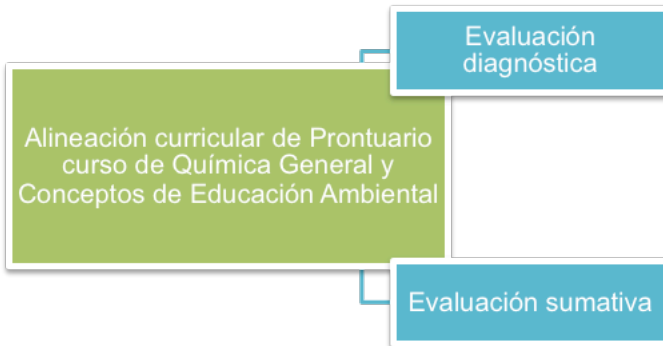 Evaluación
diagnóstica
Alineación curricular de Prontuario
curso de Química General y
Conceptos de Educación Ambiental
Evaluación sumativa